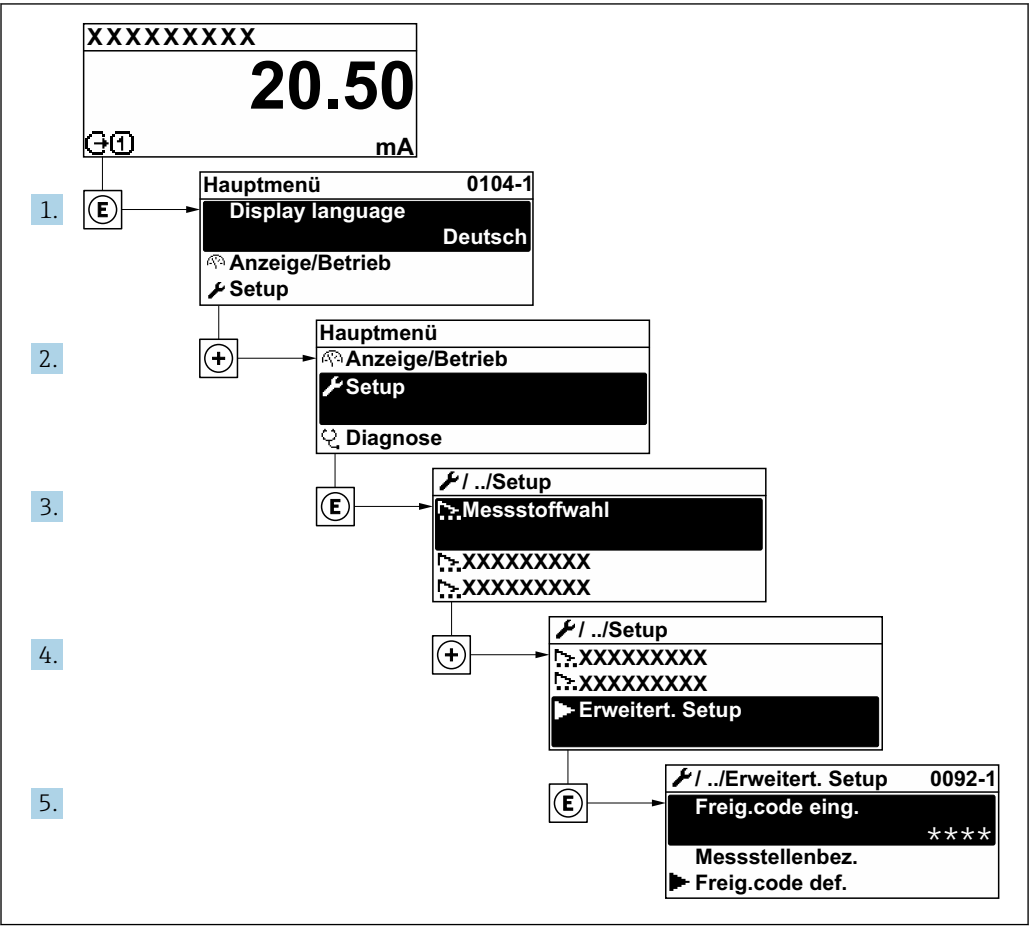 XXXXXXXXX
20.50
1
mA
1.
E
Hauptmenü 0104-1
Display language
Deutsch
Anzeige/Betrieb
Setup
2.
+
Hauptmenü
Anzeige/Betrieb
Setup
Diagnose
3.
E
/ ../Setup
Messstoffwahl
XXXXXXXXX
XXXXXXXXX
4.
+
/ ../Setup
XXXXXXXXX
XXXXXXXXX
Erweitert. Setup
5.
E
/ ../Erweitert. Setup 0092-1
Freig.code eing.
****
Messstellenbez.
Freig.code def.